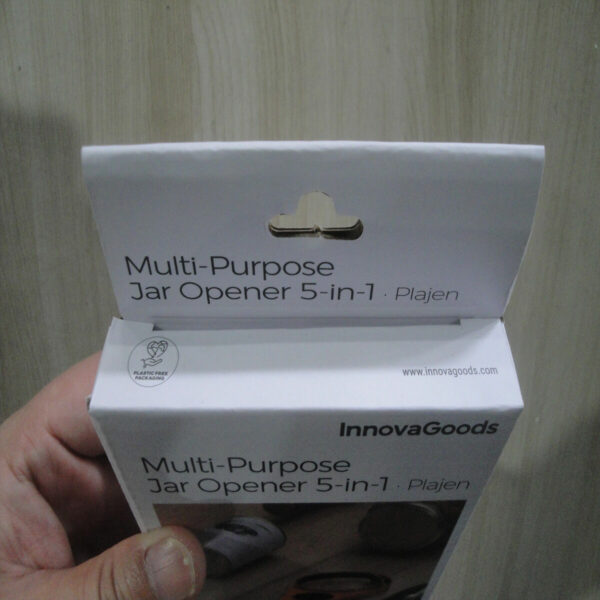 Multi-Purpose
Jar Opener 5-in-1 · Plajen
PLASTIC FREE
PACKAGING
www.innovagoods.com
InnovaGoods
Multi-Purpose
Jar Opener 5-in-1 · Plajen